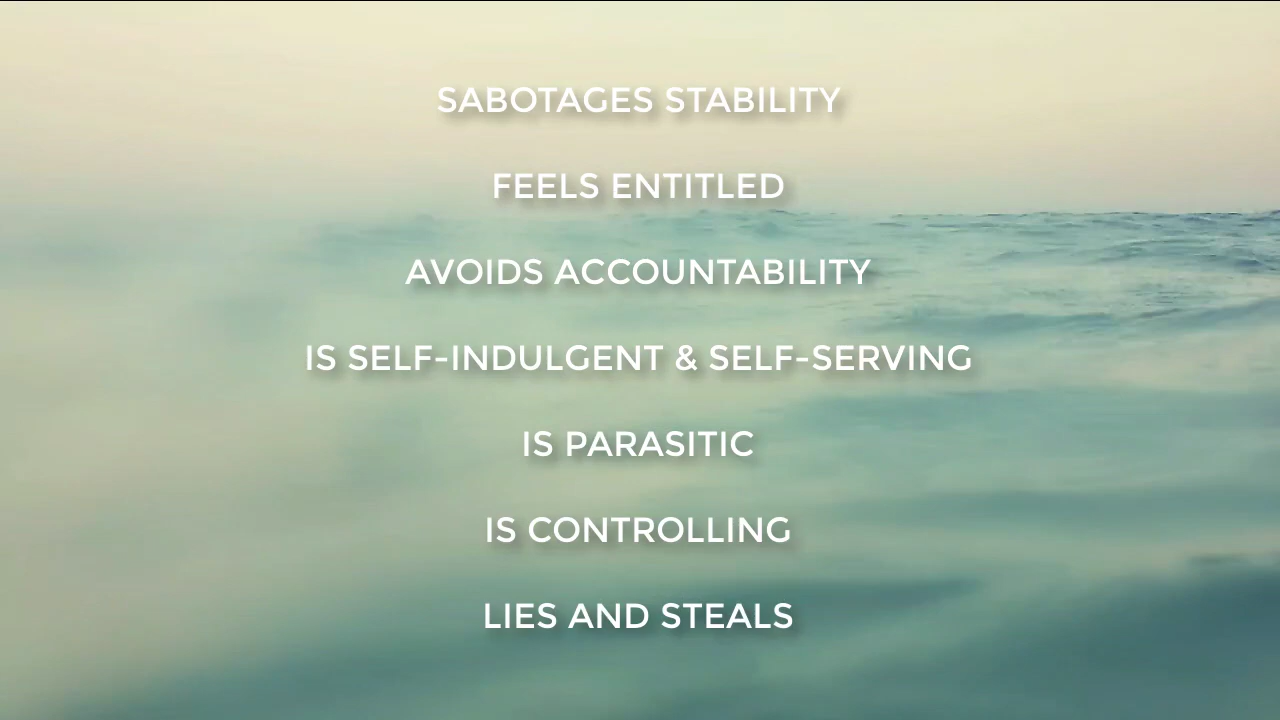 SABOTAGES STABILITY
FEELS ENTITLED
AVOIDS ACCOUNTABILITY
IS SELF-INDULGENT & SELF-SERVING
IS PARASITIC
IS CONTROLLING
LIES AND STEALS